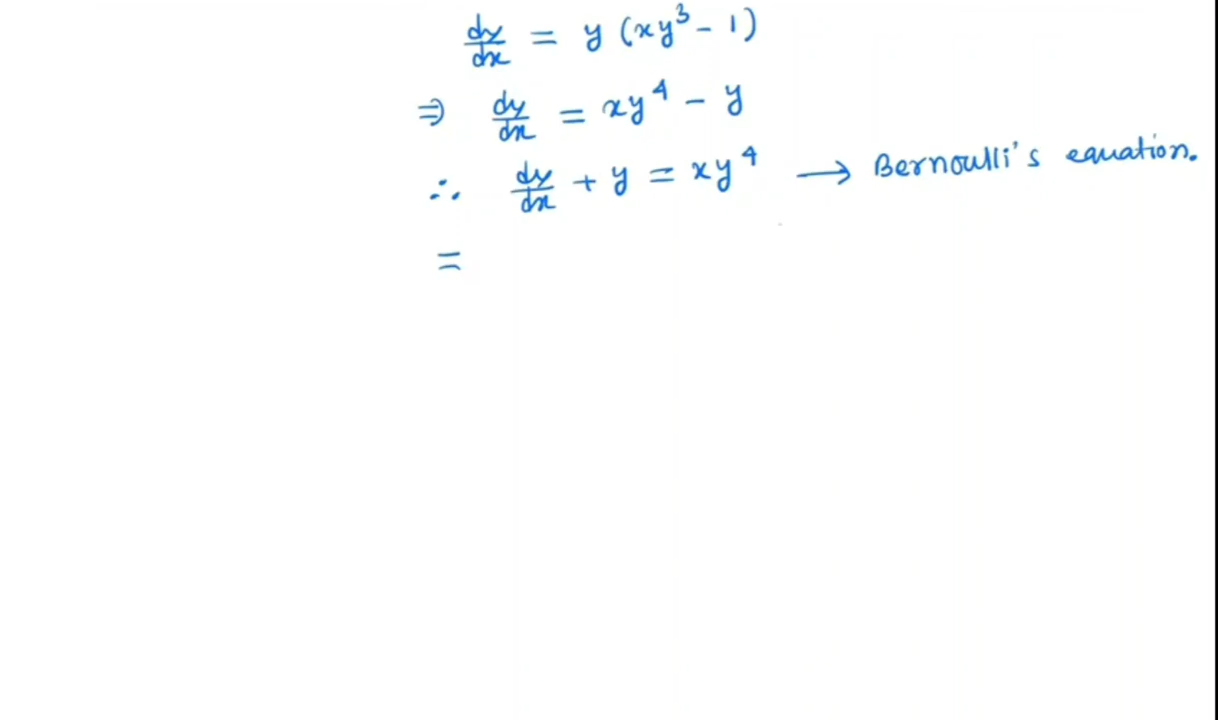 dy/dx = y (xy³ - 1)
⇒ dy/dx = xy⁴ - y
∴ dy/dx + y = xy⁴ → Bernoulli's equation.
=